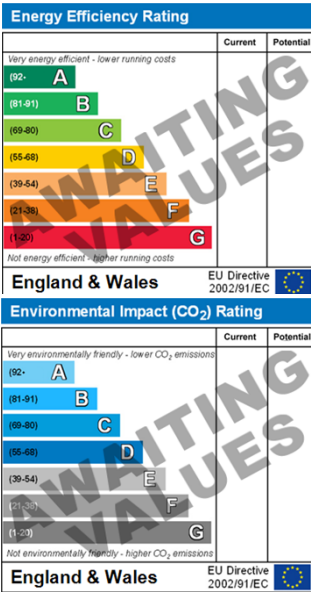 Energy Efficiency Rating
Current Potential
Very energy efficient - lower running costs
(92+ A
(81-91) B
(69-80) C
(55-68) D
(39-54) E
(21-38) F
(1-20) G
Not energy efficient - higher running costs
AWAITING
VALUES
England & Wales
EU Directive
2002/91/EC
Environmental Impact (CO₂) Rating
Current Potential
Very environmentally friendly - lower CO₂ emissions
(92+ A
(81-91) B
(69-80) C
(55-68) D
(39-54) E
(21-38) F
(1-20) G
Not environmentally friendly - higher CO₂ emissions
AWAITING
VALUES
England & Wales
EU Directive
2002/91/EC